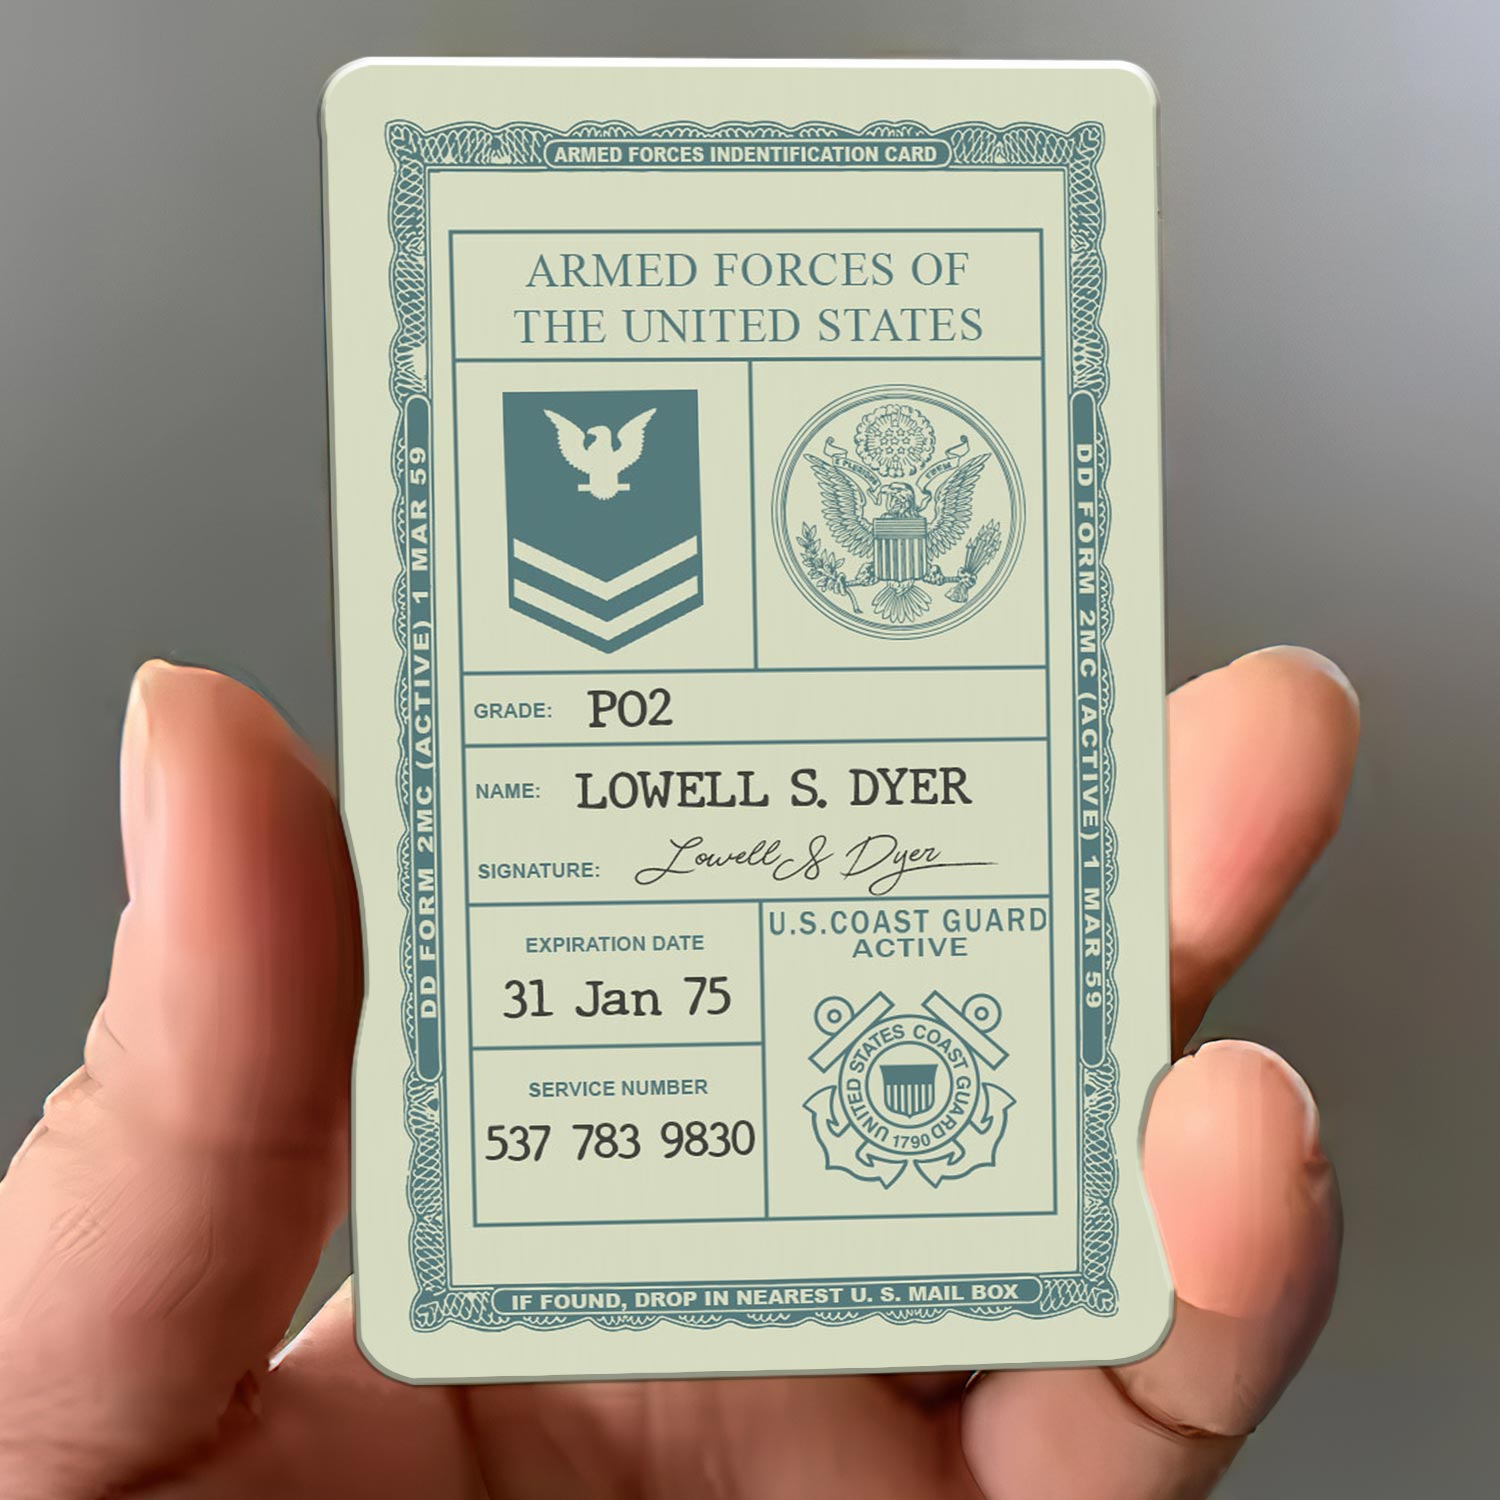 ARMED FORCES INDENTIFICATION CARD
ARMED FORCES OF
THE UNITED STATES
E PLURIBUS UNUM
GRADE: PO2
NAME: LOWELL S. DYER
SIGNATURE: Lowell S Dyer
EXPIRATION DATE
31 Jan 75
SERVICE NUMBER
537 783 9830
U.S.COAST GUARD
ACTIVE
UNITED STATES COAST GUARD
1790
DD FORM 2MC (ACTIVE) 1 MAR 59
DD FORM 2MC (ACTIVE) 1 MAR 59
IF FOUND, DROP IN NEAREST U. S. MAIL BOX